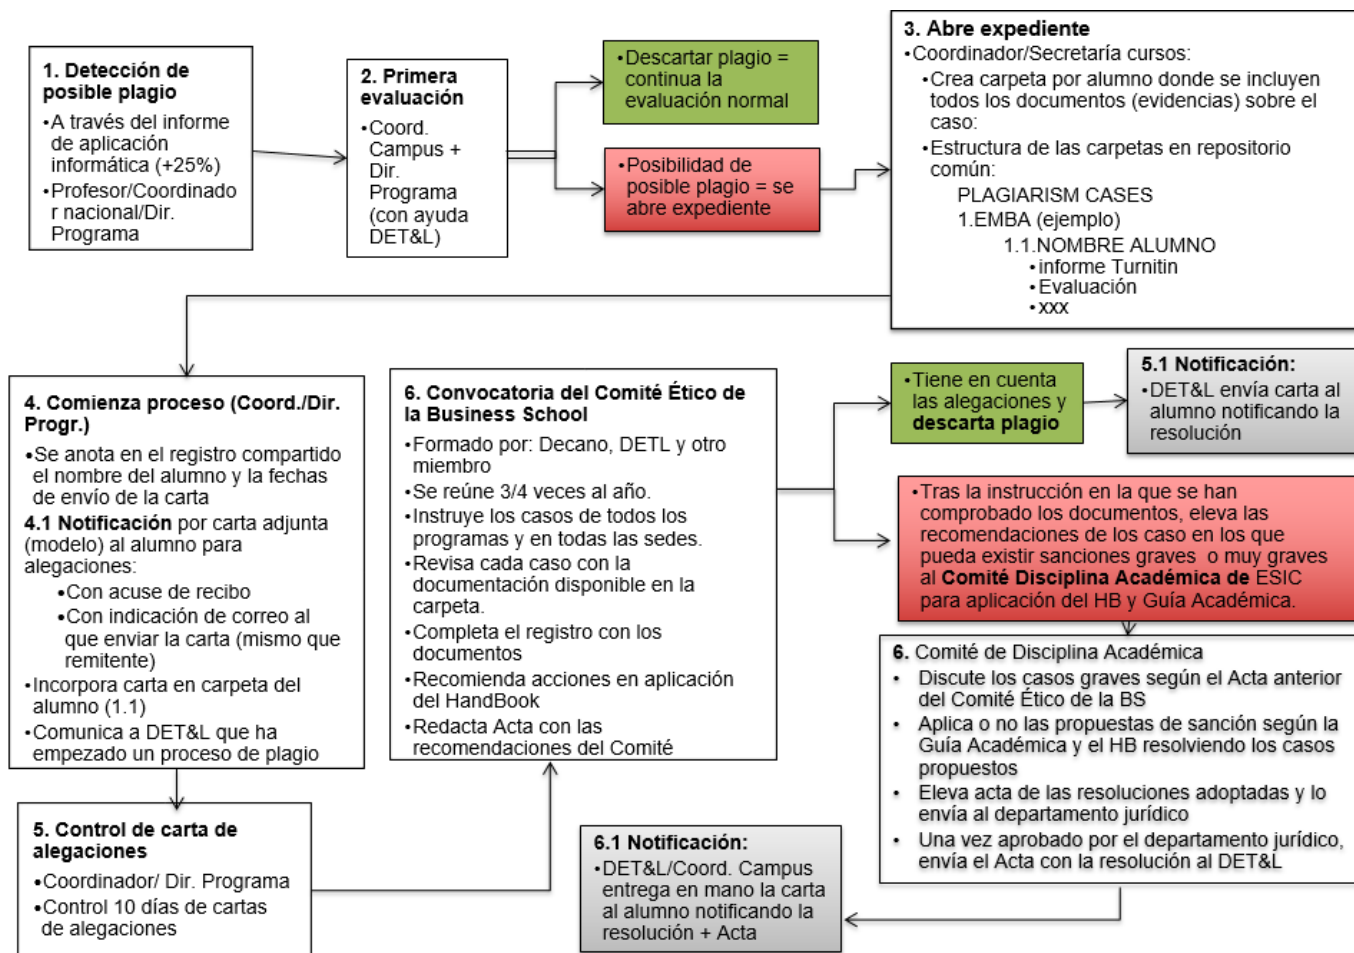 1. Detección de
posible plagio
•A través del informe
de aplicación
informática (+25%)
•Profesor/Coordinado
r nacional/Dir.
Programa
2. Primera
evaluación
•Coord.
Campus +
Dir.
Programa
(con ayuda
DET&L)
•Descartar plagio =
continua la
evaluación normal
•Posibilidad de
posible plagio = se
abre expediente
3. Abre expediente
•Coordinador/Secretaría cursos:
•Crea carpeta por alumno donde se incluyen
todos los documentos (evidencias) sobre el
caso:
•Estructura de las carpetas en repositorio
común:
PLAGIARISM CASES
1.EMBA (ejemplo)
1.1.NOMBRE ALUMNO
•informe Turnitin
•Evaluación
•xxx
4. Comienza proceso (Coord./Dir.
Progr.)
•Se anota en el registro compartido
el nombre del alumno y la fechas
de envío de la carta
4.1 Notificación por carta adjunta
(modelo) al alumno para
alegaciones:
•Con acuse de recibo
•Con indicación de correo al
que enviar la carta (mismo que
remitente)
•Incorpora carta en carpeta del
alumno (1.1)
•Comunica a DET&L que ha
empezado un proceso de plagio
5. Control de carta de
alegaciones
•Coordinador/ Dir. Programa
•Control 10 días de cartas
de alegaciones
6. Convocatoria del Comité Ético de
la Business School
•Formado por: Decano, DETL y otro
miembro
•Se reúne 3/4 veces al año.
•Instruye los casos de todos los
programas y en todas las sedes.
•Revisa cada caso con la
documentación disponible en la
carpeta.
•Completa el registro con los
documentos
•Recomienda acciones en aplicación
del HandBook
•Redacta Acta con las
recomendaciones del Comité
•Tiene en cuenta
las alegaciones y
descarta plagio
5.1 Notificación:
•DET&L envía carta al
alumno notificando la
resolución
•Tras la instrucción en la que se han
comprobado los documentos, eleva las
recomendaciones de los caso en los que
pueda existir sanciones graves o muy graves
al Comité Disciplina Académica de ESIC
para aplicación del HB y Guía Académica.
6. Comité de Disciplina Académica
• Discute los casos graves según el Acta anterior
del Comité Ético de la BS
• Aplica o no las propuestas de sanción según la
Guía Académica y el HB resolviendo los casos
propuestos
• Eleva acta de las resoluciones adoptadas y lo
envía al departamento jurídico
• Una vez aprobado por el departamento jurídico,
envía el Acta con la resolución al DET&L
6.1 Notificación:
•DET&L/Coord. Campus
entrega en mano la carta
al alumno notificando la
resolución + Acta